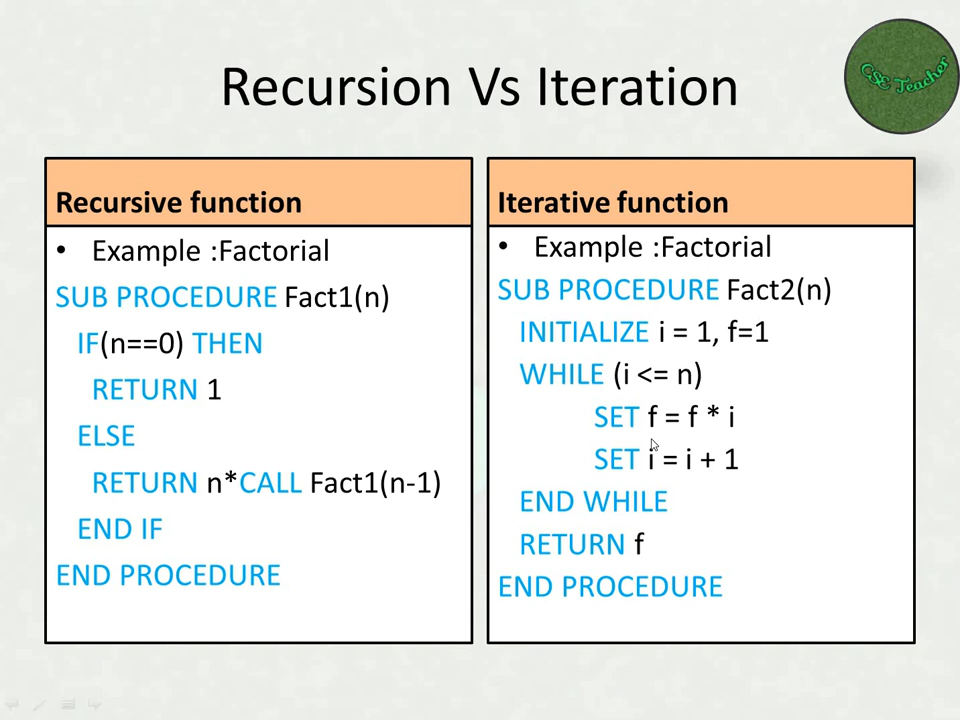 Recursion Vs Iteration
CSE Teacher
Recursive function
• Example :Factorial
SUB PROCEDURE Fact1(n)
IF(n==0) THEN
RETURN 1
ELSE
RETURN n*CALL Fact1(n-1)
END IF
END PROCEDURE
Iterative function
• Example :Factorial
SUB PROCEDURE Fact2(n)
INITIALIZE i = 1, f=1
WHILE (i <= n)
SET f = f * i
SET i = i + 1
END WHILE
RETURN f
END PROCEDURE